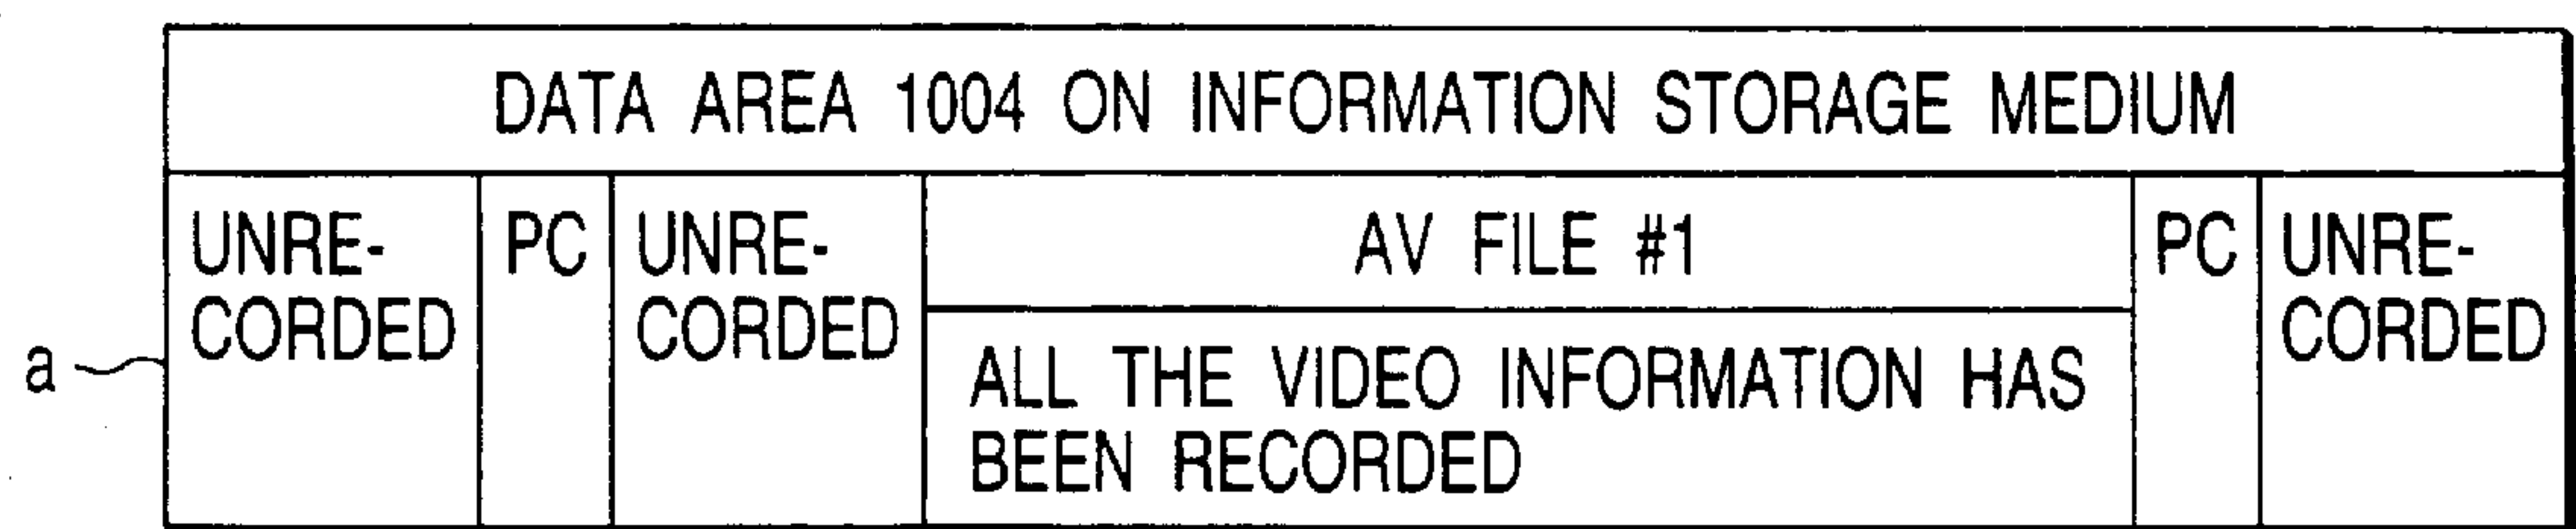 DATA AREA 1004 ON INFORMATION STORAGE MEDIUM
UNRE-
CORDED
PC
UNRE-
CORDED
AV FILE #1
ALL THE VIDEO INFORMATION HAS
BEEN RECORDED
PC
UNRE-
CORDED
a